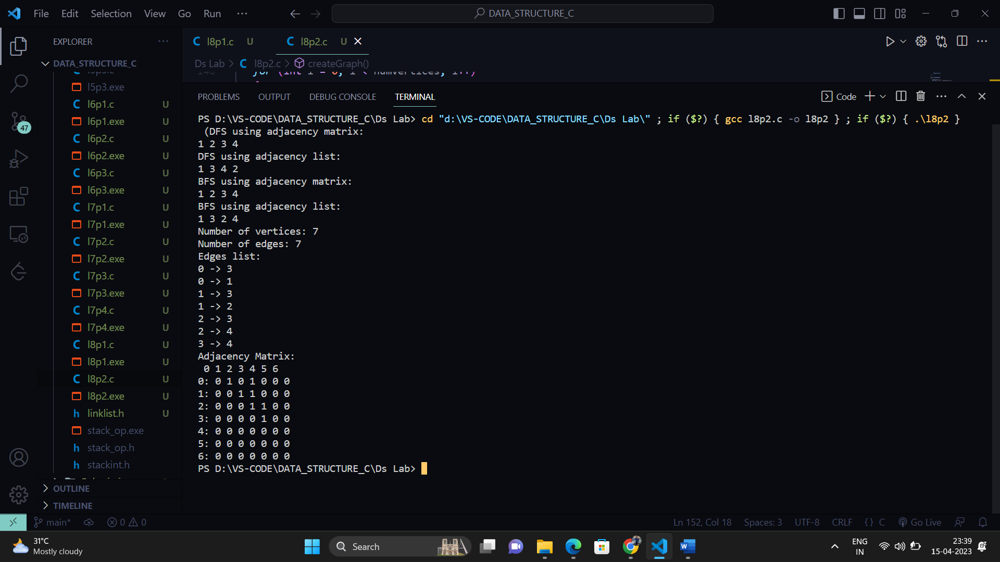 File Edit Selection View Go Run ···
DATA_STRUCTURE_C
EXPLORER
DATA_STRUCTURE_C
l5p3.exe
l6p1.c U
l6p1.exe U
l6p2.c U
l6p2.exe U
l6p3.c U
l6p3.exe U
l7p1.c U
l7p1.exe U
l7p2.c U
l7p2.exe U
l7p3.c U
l7p3.exe U
l7p4.c U
l7p4.exe U
l8p1.c U
l8p1.exe U
l8p2.c U
l8p2.exe U
linklist.h U
stack_op.exe
stack_op.h
stackint.h
OUTLINE
TIMELINE
47
C l8p1.c U
C l8p2.c U
Ds Lab > C l8p2.c > createGraph()
for (int i = 0; i < numVertices; i++)
PROBLEMS OUTPUT DEBUG CONSOLE TERMINAL
Code
PS D:\VS-CODE\DATA_STRUCTURE_C\Ds Lab> cd "d:\VS-CODE\DATA_STRUCTURE_C\Ds Lab\" ; if ($?) { gcc l8p2.c -o l8p2 } ; if ($?) { .\l8p2 }
(DFS using adjacency matrix:
1 2 3 4
DFS using adjacency list:
1 3 4 2
BFS using adjacency matrix:
1 2 3 4
BFS using adjacency list:
1 3 2 4
Number of vertices: 7
Number of edges: 7
Edges list:
0 -> 3
0 -> 1
1 -> 3
1 -> 2
2 -> 3
2 -> 4
3 -> 4
Adjacency Matrix:
0 1 2 3 4 5 6
0: 0 1 0 1 0 0 0
1: 0 0 1 1 0 0 0
2: 0 0 0 1 1 0 0
3: 0 0 0 0 1 0 0
4: 0 0 0 0 0 0 0
5: 0 0 0 0 0 0 0
6: 0 0 0 0 0 0 0
PS D:\VS-CODE\DATA_STRUCTURE_C\Ds Lab>
main* 0 0
Ln 152, Col 18 Spaces: 3 UTF-8 CRLF {} C Go Live
31°C
Mostly cloudy
Search
ENG
IN
23:39
15-04-2023